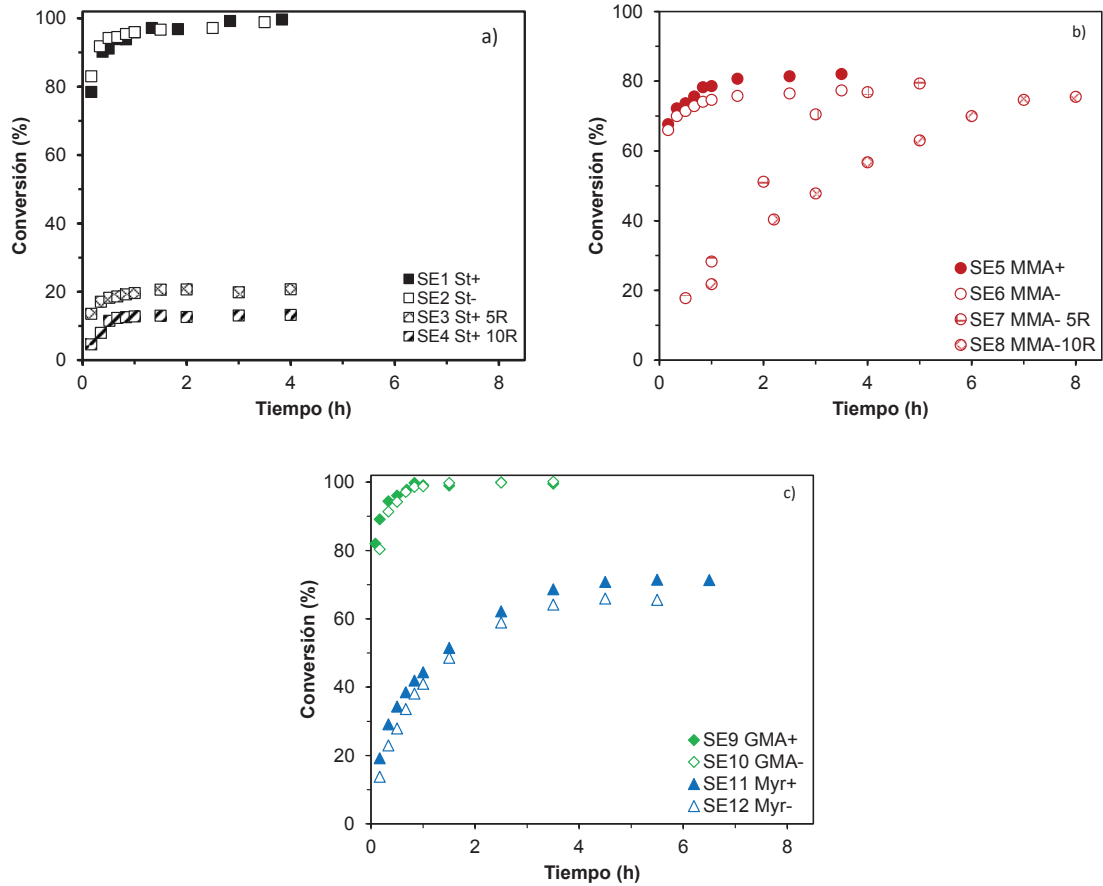 a)
Conversión (%)
100
80
60
40
20
0
SE1 St+
SE2 St-
SE3 St+ 5R
SE4 St+ 10R
0 2 4 6 8
Tiempo (h)
b)
Conversión (%)
100
80
60
40
20
0
SE5 MMA+
SE6 MMA-
SE7 MMA- 5R
SE8 MMA-10R
0 2 4 6 8
Tiempo (h)
c)
Conversión (%)
100
80
60
40
20
0
SE9 GMA+
SE10 GMA-
SE11 Myr+
SE12 Myr-
0 2 4 6 8
Tiempo (h)